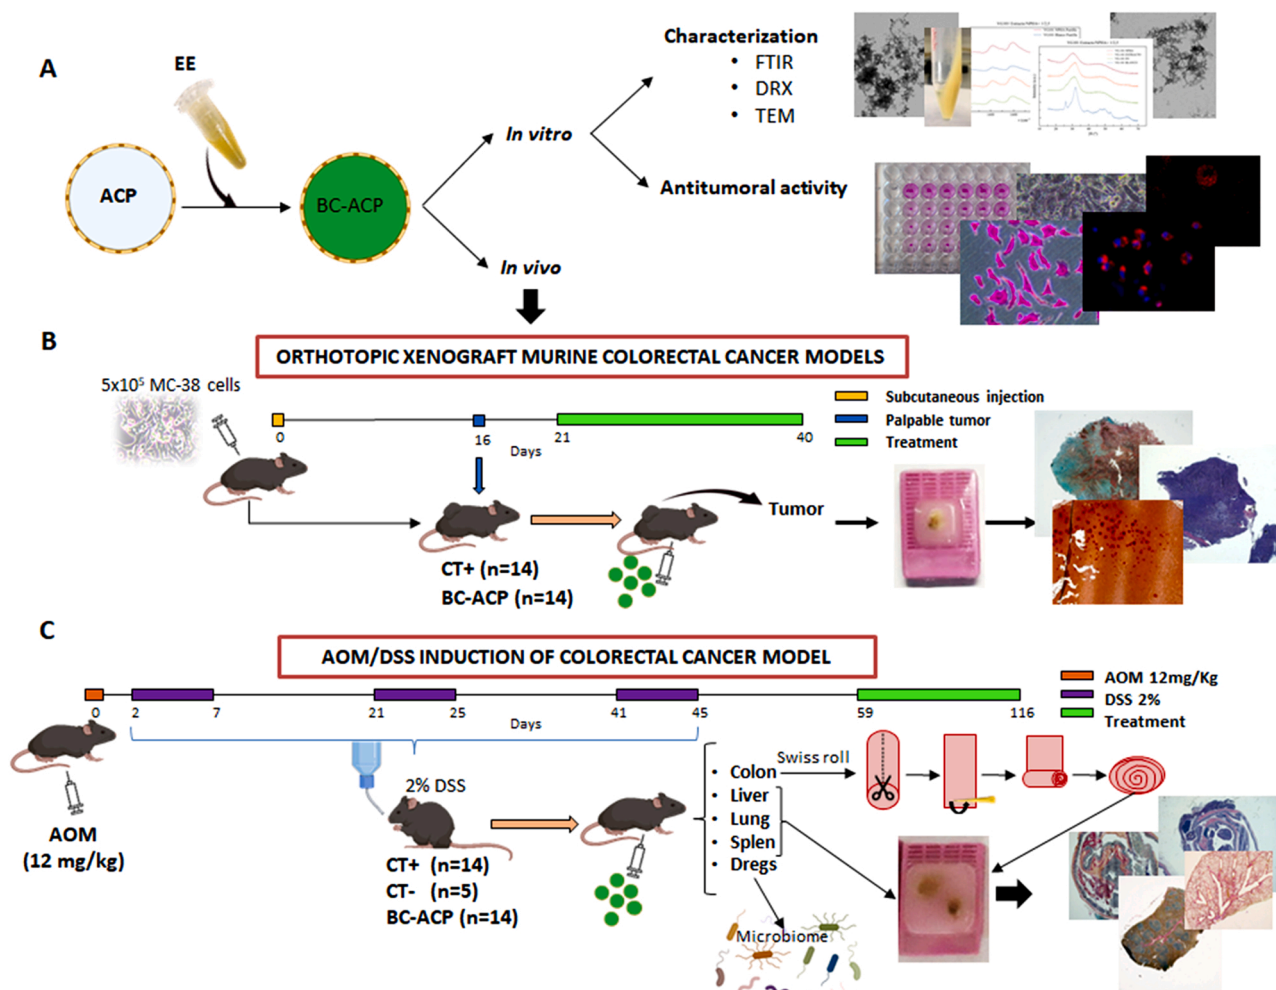 A
EE
ACP
BC-ACP
In vitro
In vivo
Characterization
• FTIR
• DRX
• TEM
Antitumoral activity
B
ORTHOTOPIC XENOGRAFT MURINE COLORECTAL CANCER MODELS
5x10⁵ MC-38 cells
0
16
21
40
Days
Subcutaneous injection
Palpable tumor
Treatment
Tumor
CT+ (n=14)
BC-ACP (n=14)
C
AOM/DSS INDUCTION OF COLORECTAL CANCER MODEL
0
2
7
21
25
41
45
59
116
Days
AOM 12mg/Kg
DSS 2%
Treatment
AOM
(12 mg/kg)
2% DSS
CT+ (n=14)
CT- (n=5)
BC-ACP (n=14)
• Colon
• Liver
• Lung
• Splen
• Dregs
Swiss roll
Microbiome